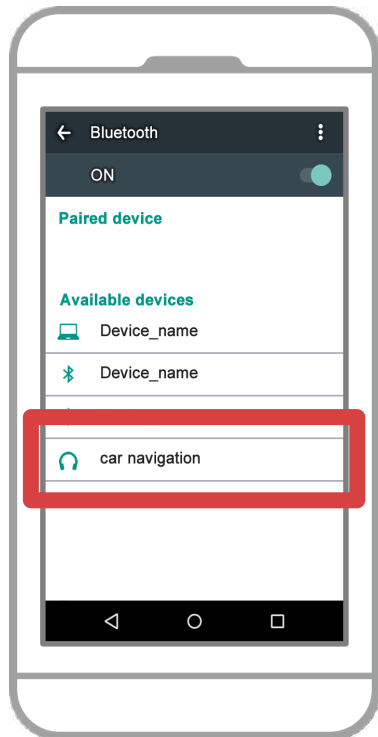 Bluetooth
ON
Paired device
Available devices
Device_name
Device_name
car navigation